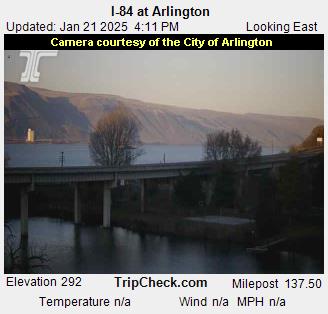 I-84 at Arlington
Updated: Jan 21 2025 4:11 PM Looking East
Camera courtesy of the City of Arlington
Elevation 292 TripCheck.com Milepost 137.50
Temperature n/a Wind n/a MPH n/a